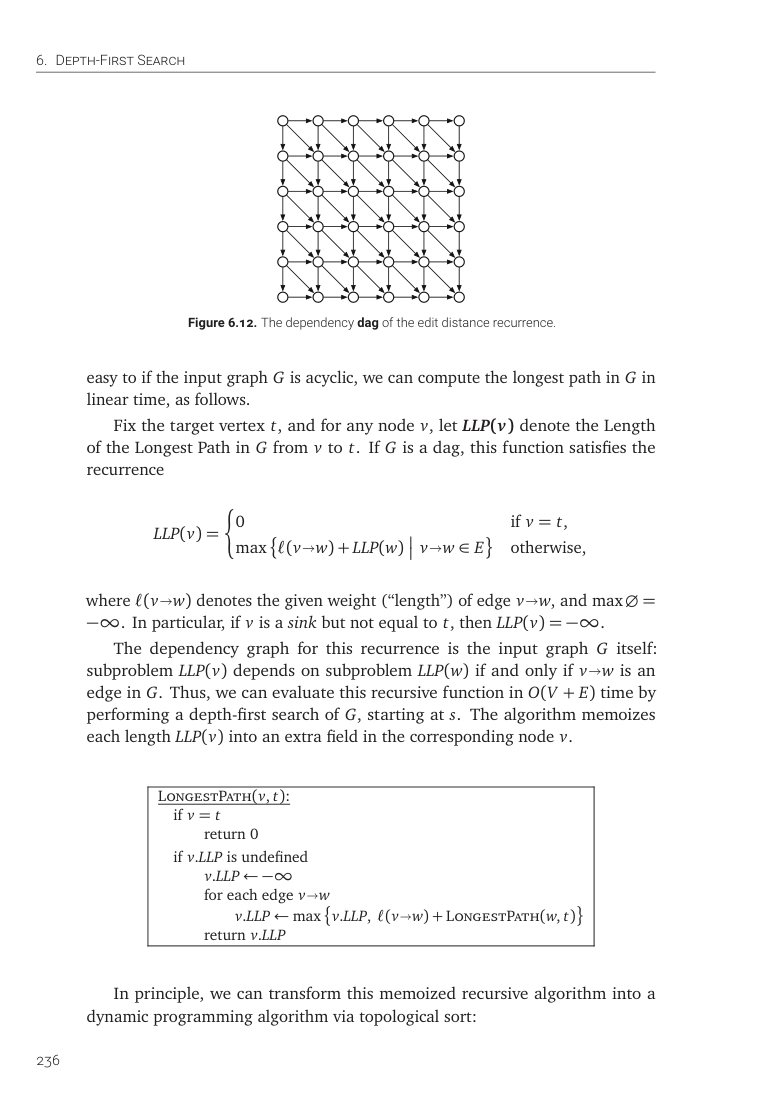 6. Depth-First Search
Figure 6.12. The dependency dag of the edit distance recurrence.
easy to if the input graph G is acyclic, we can compute the longest path in G in
linear time, as follows.
Fix the target vertex t, and for any node v, let LLP(v) denote the Length
of the Longest Path in G from v to t. If G is a dag, this function satisfies the
recurrence
LLP(v) = { 0 if v = t,
max {ℓ(v→w) + LLP(w) | v→w ∈ E} otherwise,
where ℓ(v→w) denotes the given weight (“length”) of edge v→w, and max ∅ =
−∞. In particular, if v is a sink but not equal to t, then LLP(v) = −∞.
The dependency graph for this recurrence is the input graph G itself:
subproblem LLP(v) depends on subproblem LLP(w) if and only if v→w is an
edge in G. Thus, we can evaluate this recursive function in O(V + E) time by
performing a depth-first search of G, starting at s. The algorithm memoizes
each length LLP(v) into an extra field in the corresponding node v.
LongestPath(v, t):
if v = t
return 0
if v.LLP is undefined
v.LLP ← −∞
for each edge v→w
v.LLP ← max {v.LLP, ℓ(v→w) + LongestPath(w, t)}
return v.LLP
In principle, we can transform this memoized recursive algorithm into a
dynamic programming algorithm via topological sort:
236